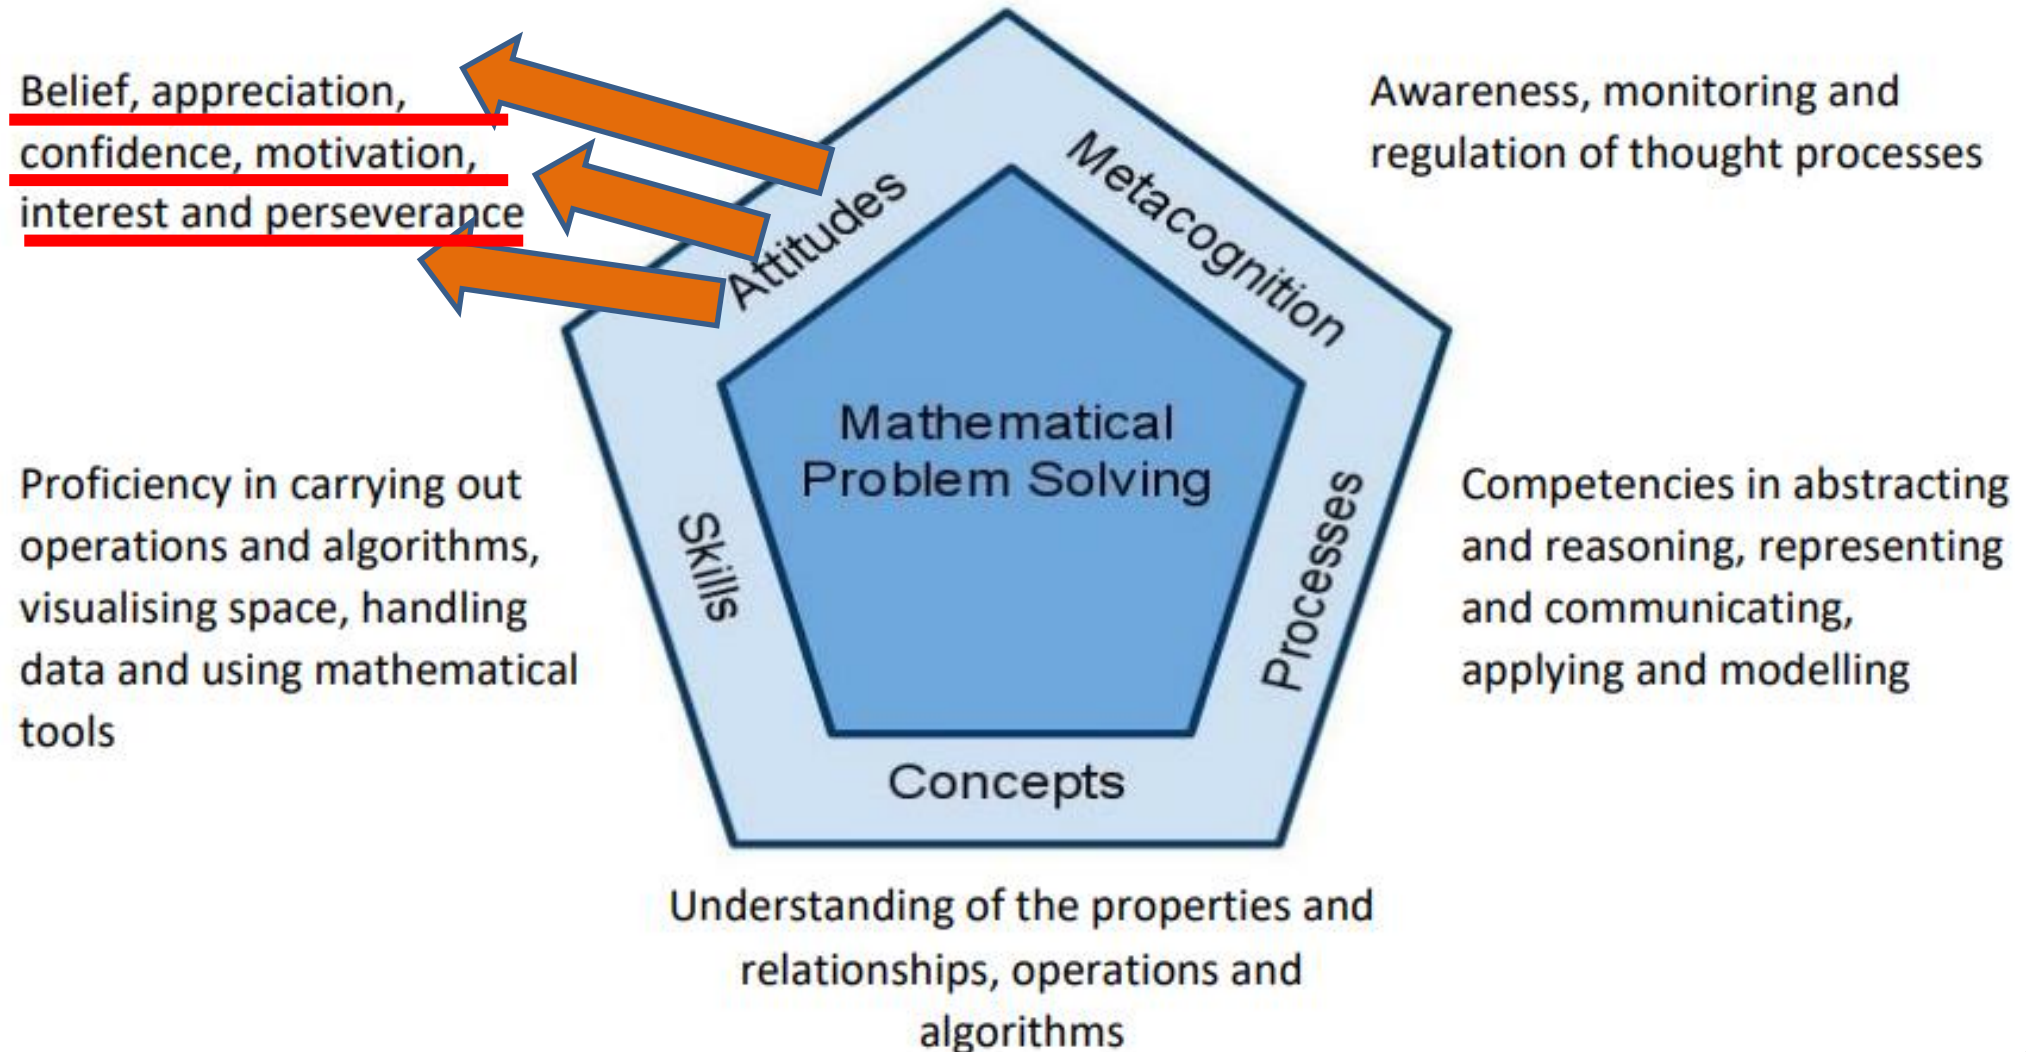 Belief, appreciation,
confidence, motivation,
interest and perseverance
Attitudes
Metacognition
Awareness, monitoring and
regulation of thought processes
Mathematical
Problem Solving
Proficiency in carrying out
operations and algorithms,
visualising space, handling
data and using mathematical
tools
Skills
Processes
Competencies in abstracting
and reasoning, representing
and communicating,
applying and modelling
Concepts
Understanding of the properties and
relationships, operations and
algorithms